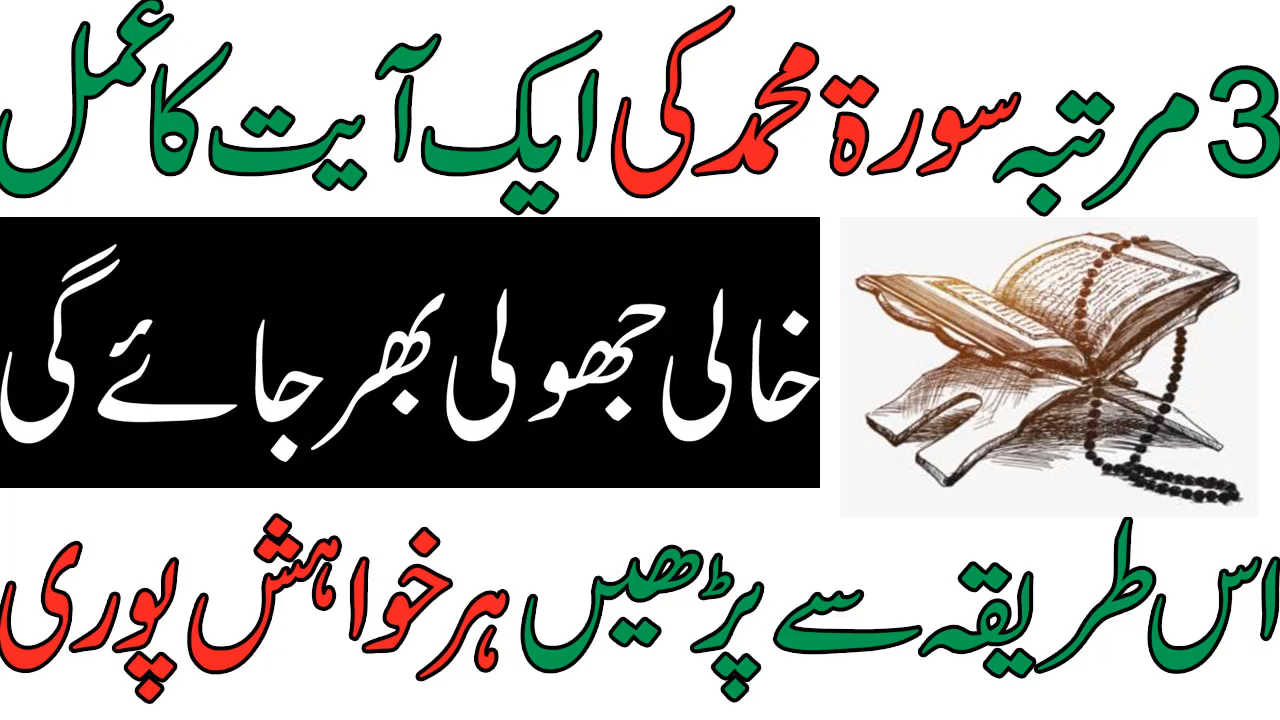 3 مرتبہ سورۃ محمد کی ایک آیت کا عمل
خالی جھولی بھر جائے گی
اس طریقہ سے پڑھیں ہر خواہش پوری